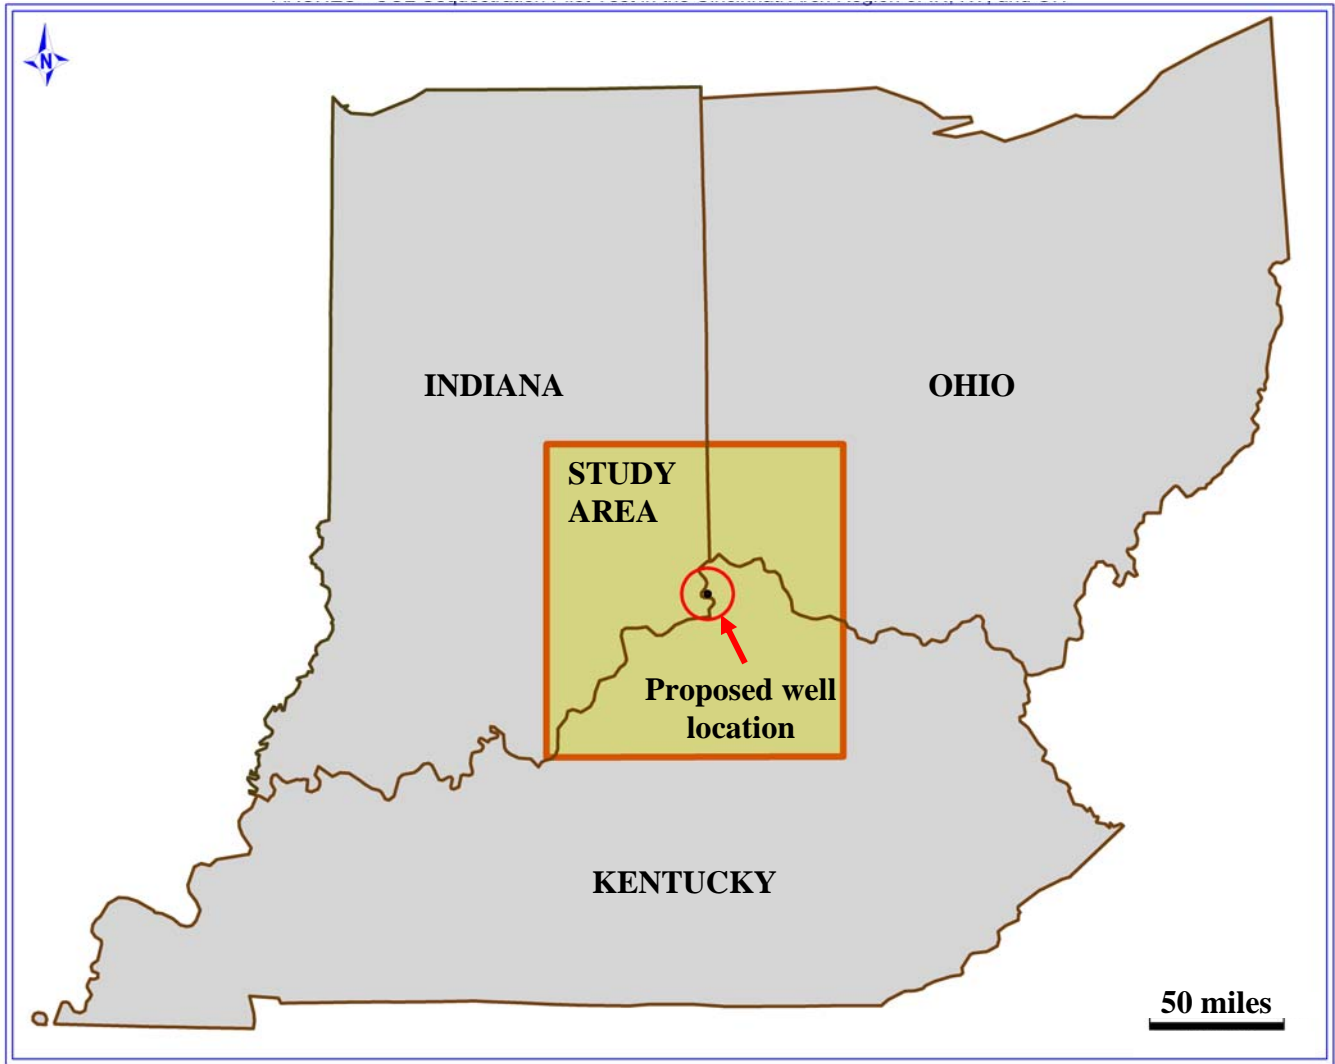 N
INDIANA
OHIO
STUDY
AREA
Proposed well
location
KENTUCKY
50 miles